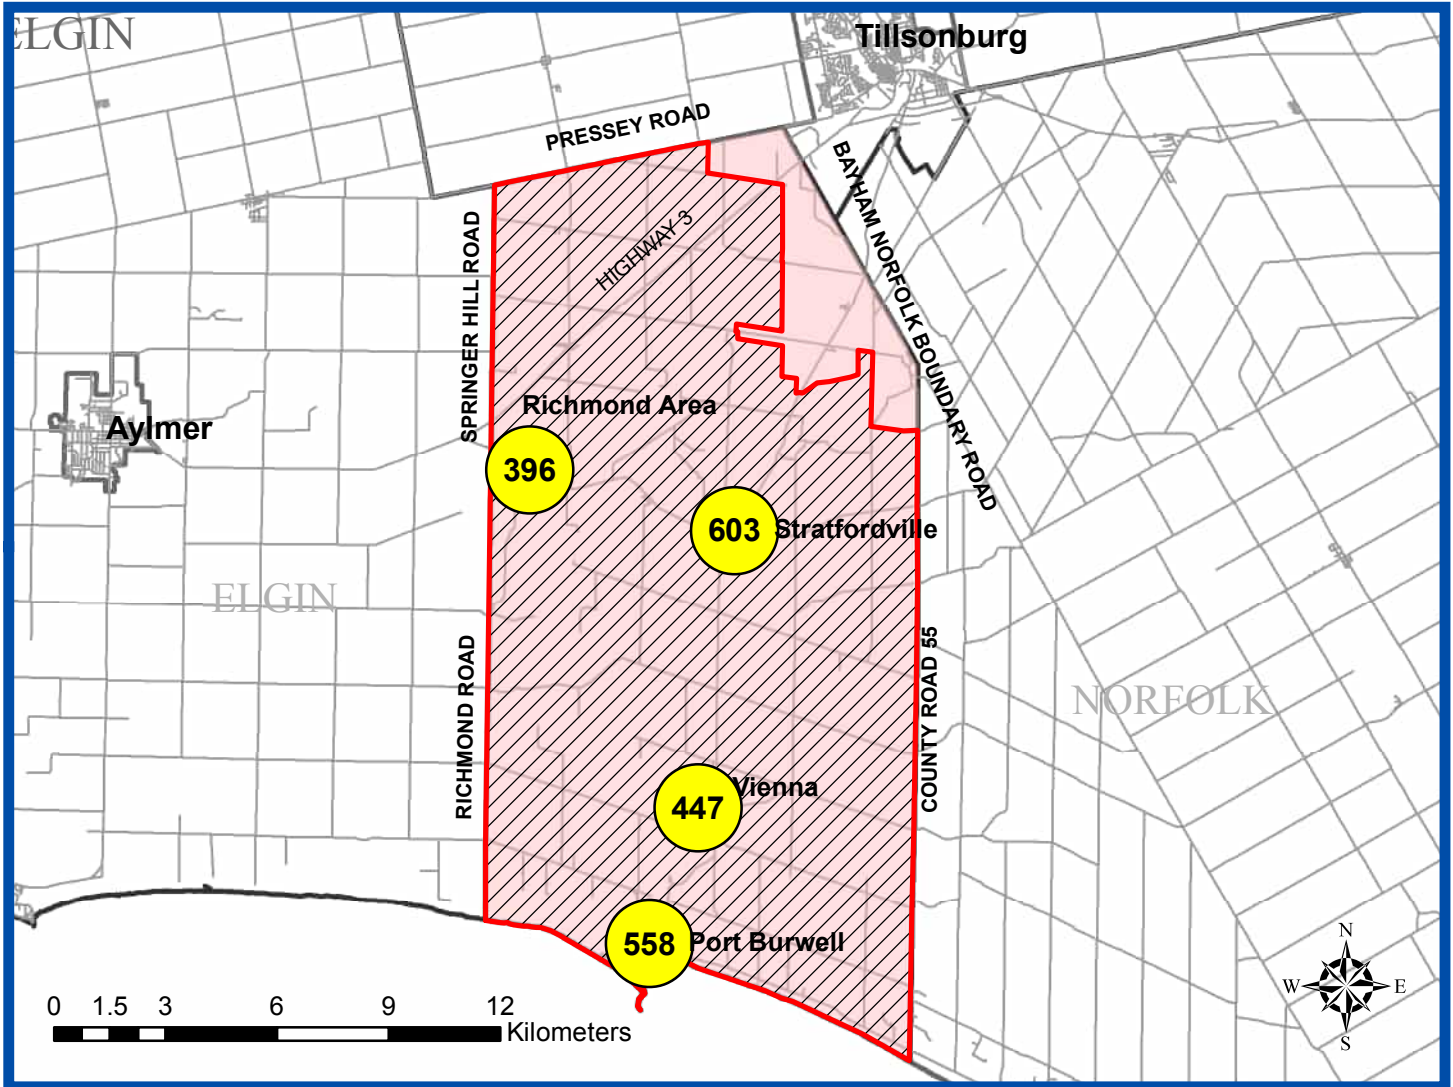 ELGIN
Tillsonburg
PRESSEY ROAD
BAYHAM NORFOLK BOUNDARY ROAD
SPRINGER HILL ROAD
HIGHWAY 3
Richmond Area
Aylmer
396
603
Stratfordville
ELGIN
RICHMOND ROAD
COUNTY ROAD 55
NORFOLK
Vienna
447
558
Port Burwell
N
W
E
S
0 1.5 3 6 9 12
Kilometers